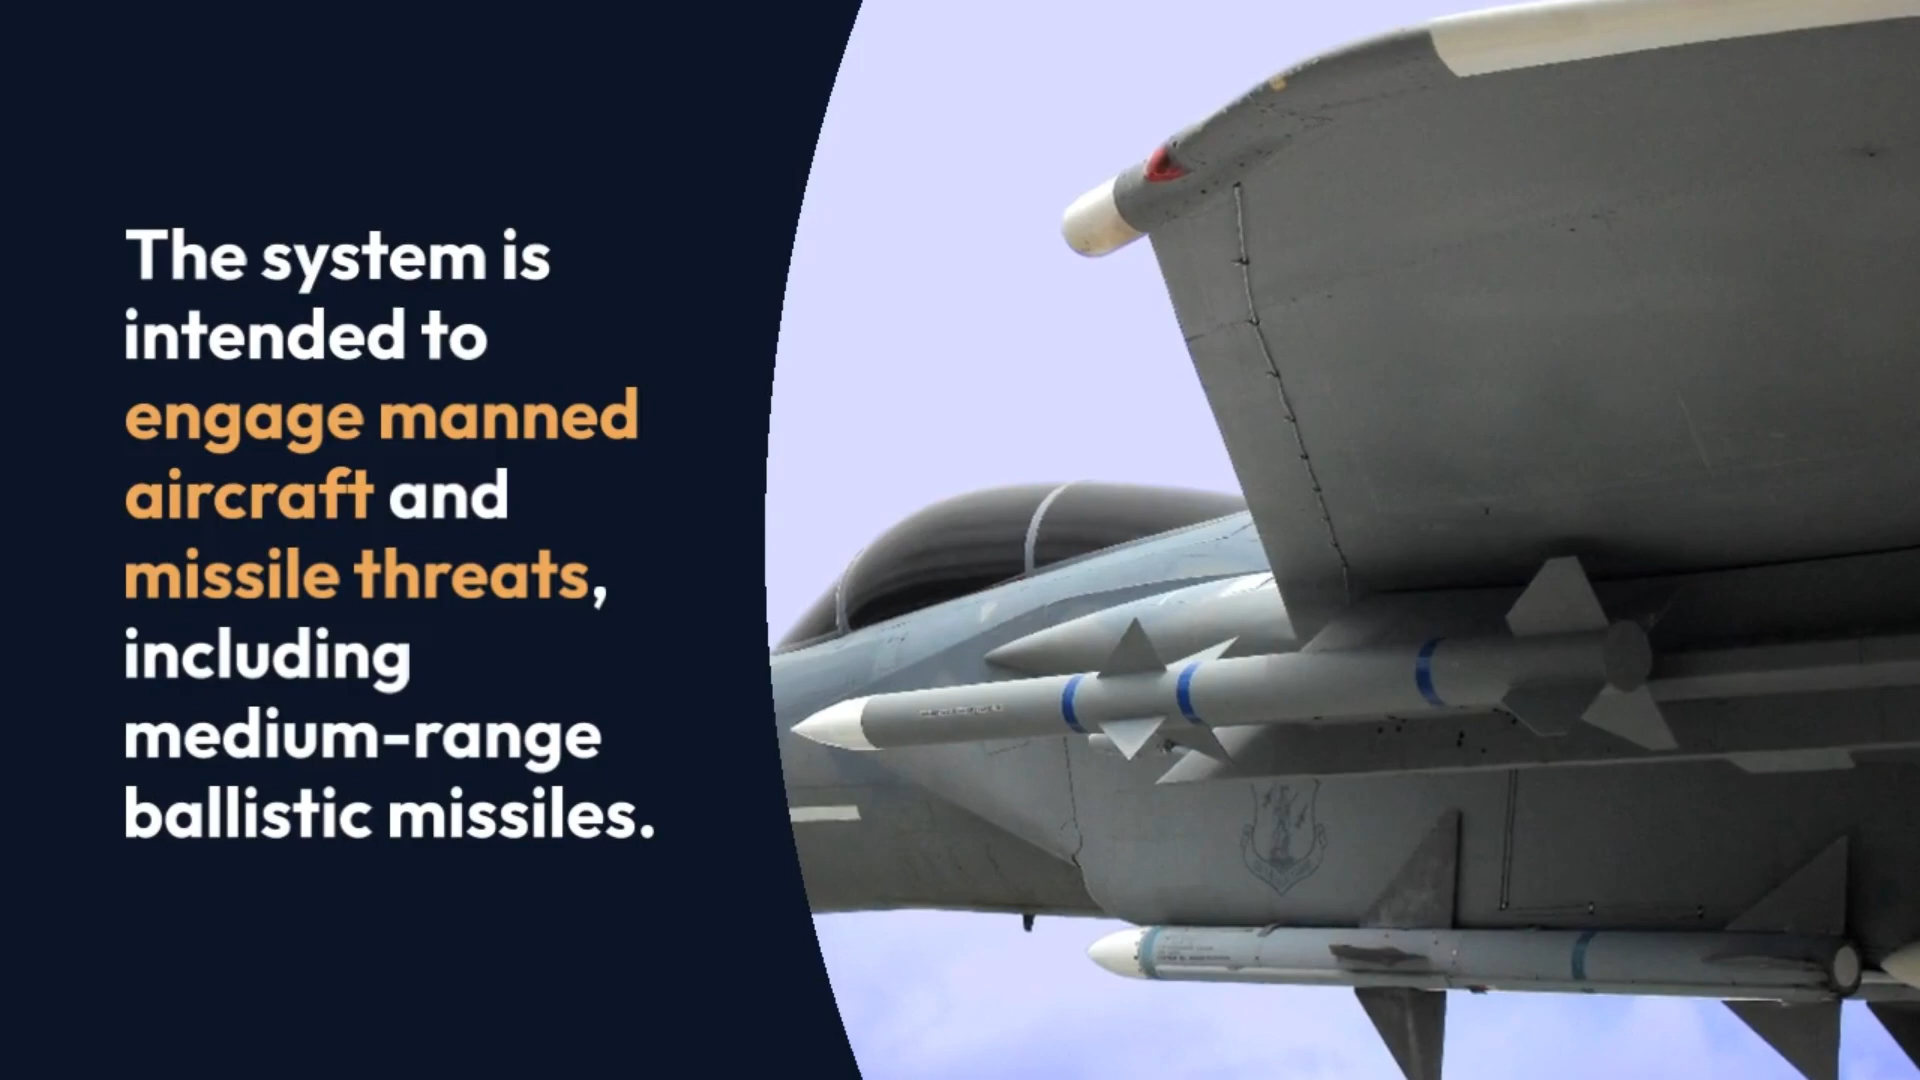 The system is
intended to
engage manned
aircraft and
missile threats,
including
medium-range
ballistic missiles.